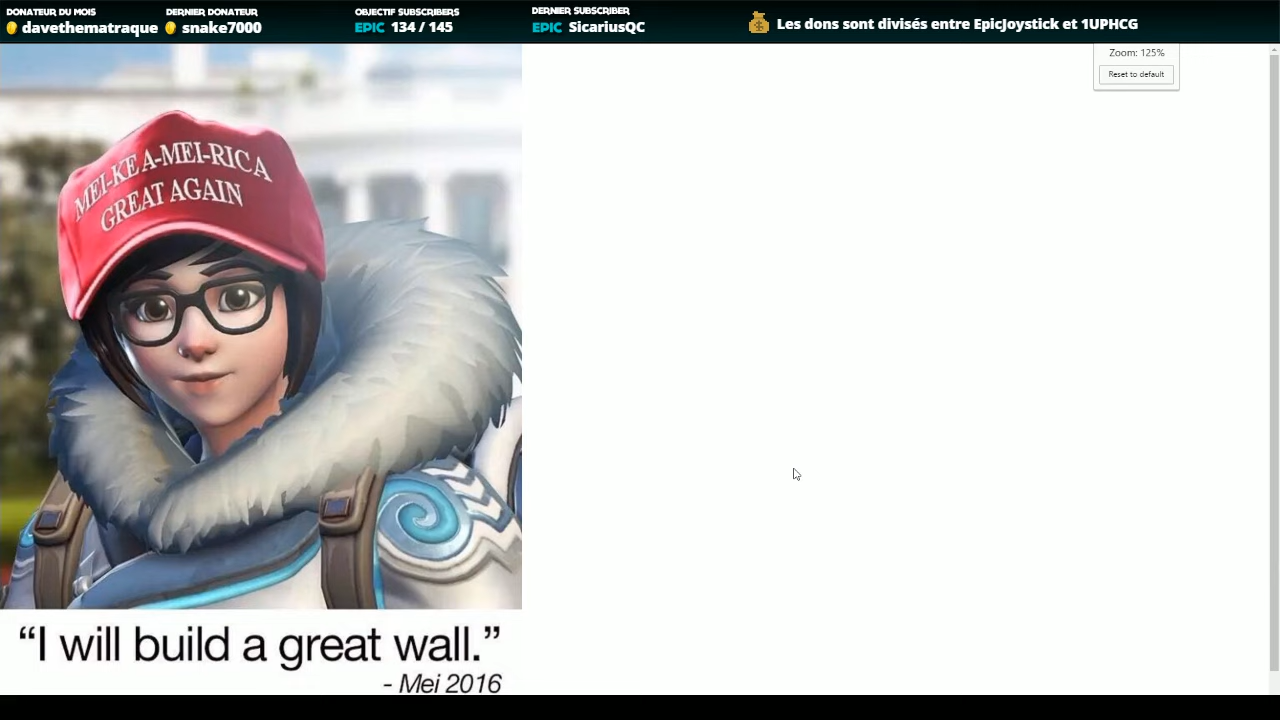 DONATEUR DU MOIS
davethematraque
DERNIER DONATEUR
snake7000
OBJECTIF SUBSCRIBERS
EPIC 134 / 145
DERNIER SUBSCRIBER
EPIC SicariusQC
Les dons sont divisés entre EpicJoystick et 1UPHCG
Zoom: 125%
Reset to default
MEI-KE A-MEI-RICA
GREAT AGAIN
“I will build a great wall.”
- Mei 2016